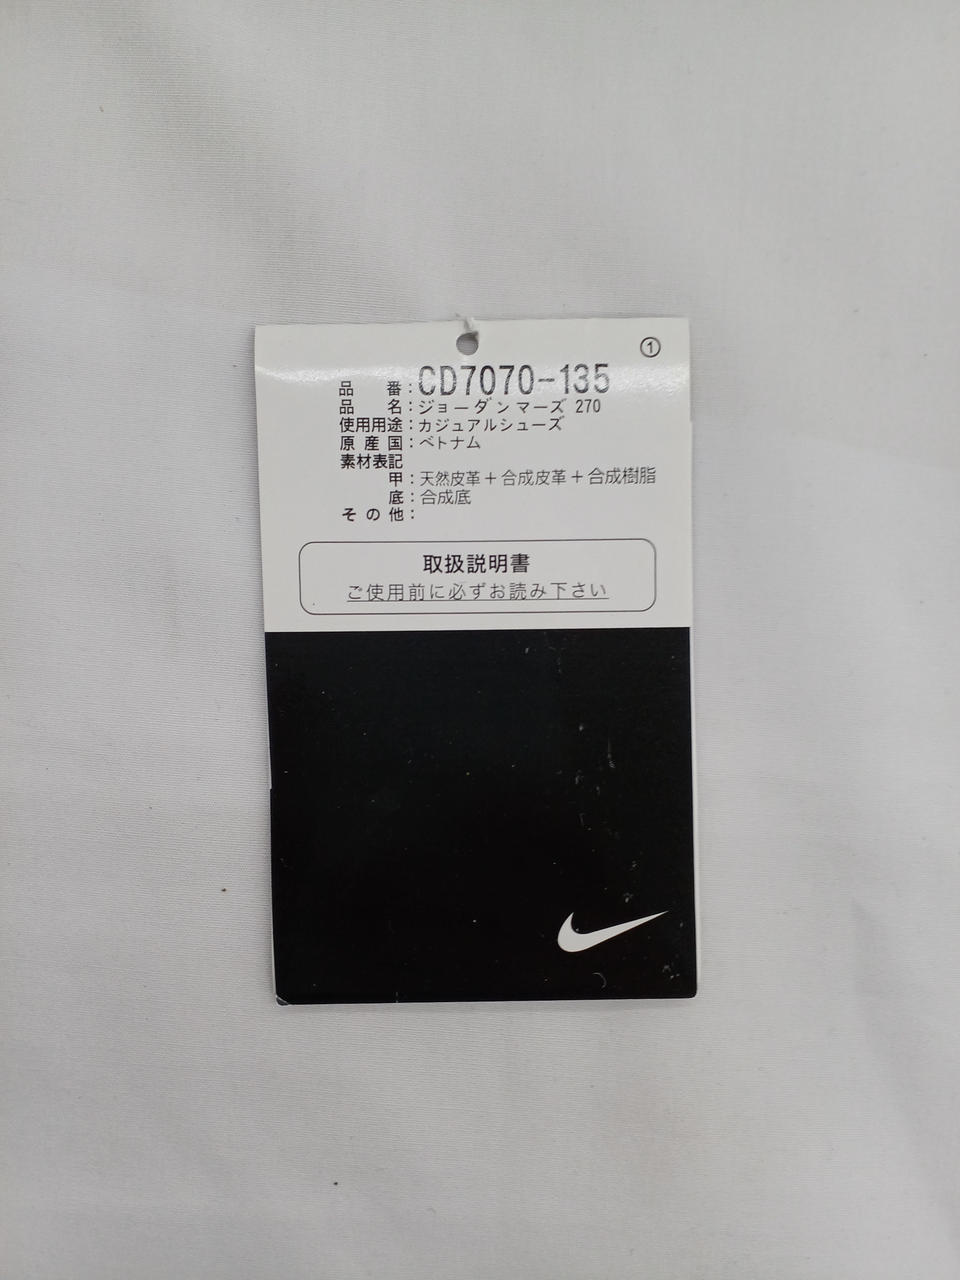 ①
品番：CD7070-135
品名：ジョーダン マーズ 270
使用用途：カジュアルシューズ
原産国：ベトナム
素材表記
甲：天然皮革＋合成皮革＋合成樹脂
底：合成底
その他：
取扱説明書
ご使用前に必ずお読み下さい